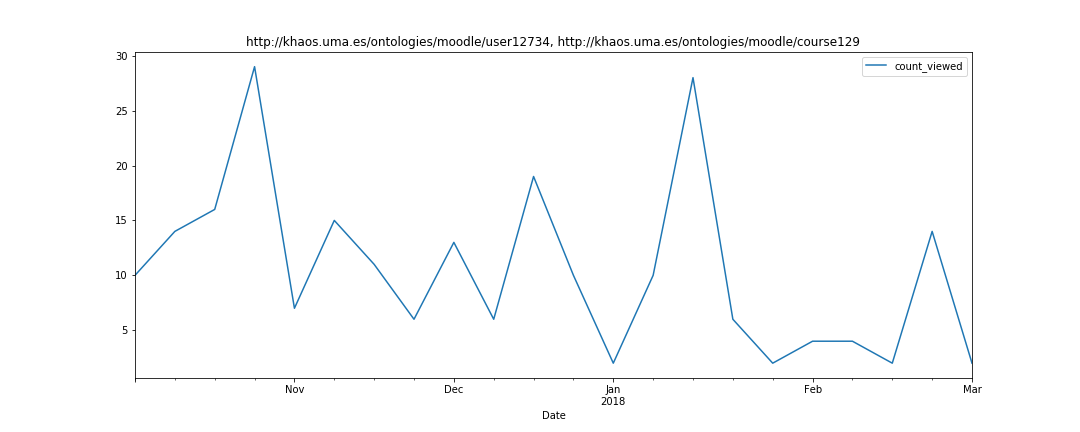 http://khaos.uma.es/ontologies/moodle/user12734, http://khaos.uma.es/ontologies/moodle/course129
count_viewed
30
25
20
15
10
5
Nov Dec Jan Feb Mar
2018
Date